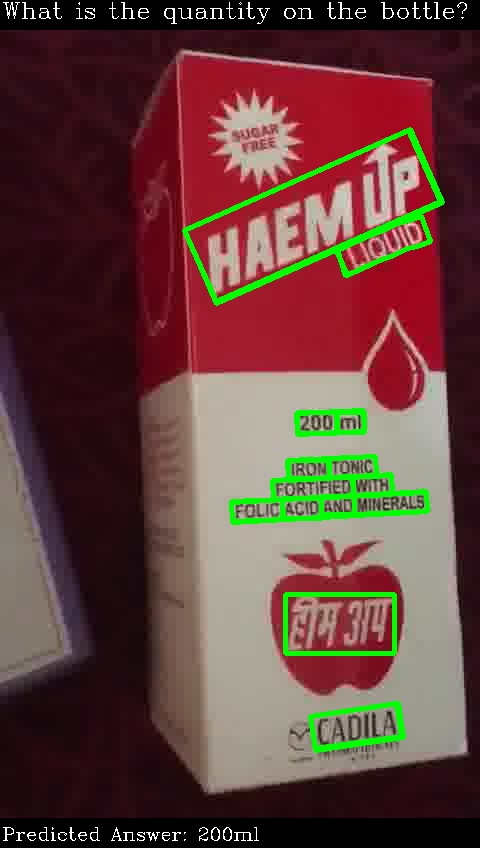 What is the quantity on the bottle?
SUGAR
FREE
HAEM UP
LIQUID
200 ml
IRON TONIC
FORTIFIED WITH
FOLIC ACID AND MINERALS
हीम अप
CADILA
Predicted Answer: 200ml